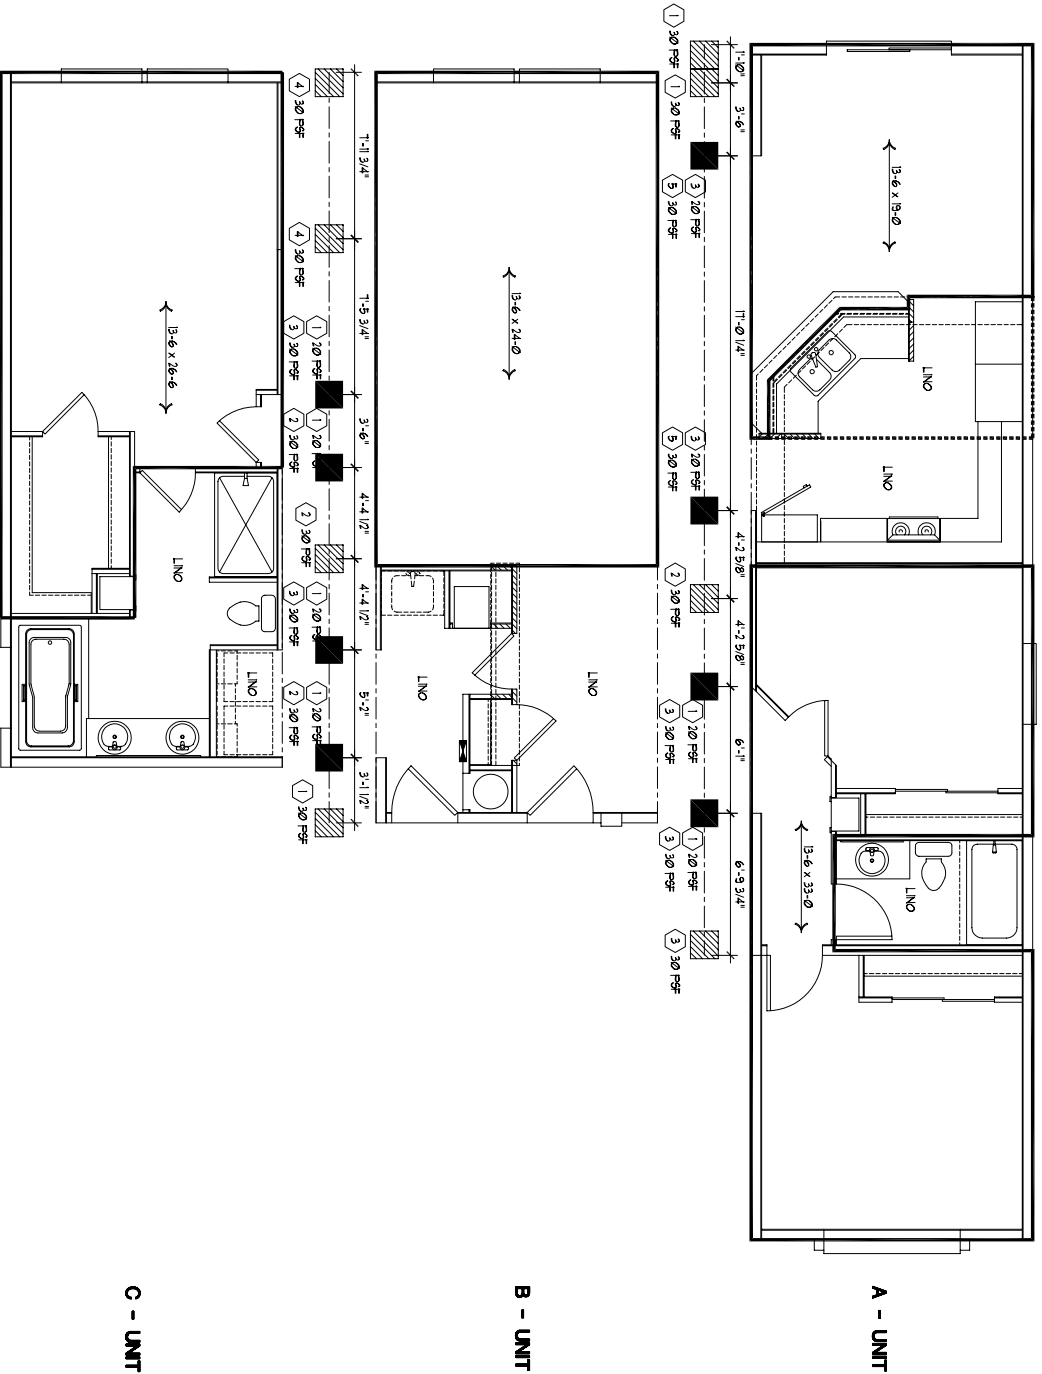 A - UNIT
13-6 x 19-0
LINO
LINO
13-6 x 33-0
LINO
1'-10"
3'-6"
17'-0 1/4"
4'-2 5/8"
4'-2 5/8"
6'-1"
6'-9 3/4"
1 30 PSF
1 30 PSF
3 20 PSF
5 30 PSF
3 20 PSF
5 30 PSF
2 30 PSF
1 20 PSF
3 30 PSF
1 20 PSF
3 30 PSF
3 30 PSF
B - UNIT
13-6 x 24-0
LINO
LINO
7'-11 3/4"
7'-5 3/4"
3'-6"
4'-4 1/2"
4'-4 1/2"
5'-2"
3'-1 1/2"
4 30 PSF
4 30 PSF
1 20 PSF
3 30 PSF
1 20
2 30 PSF
2 30 PSF
1 20 PSF
3 30 PSF
1 20 PSF
2 30 PSF
1 30 PSF
C - UNIT
13-6 x 26-6
LINO
LINO